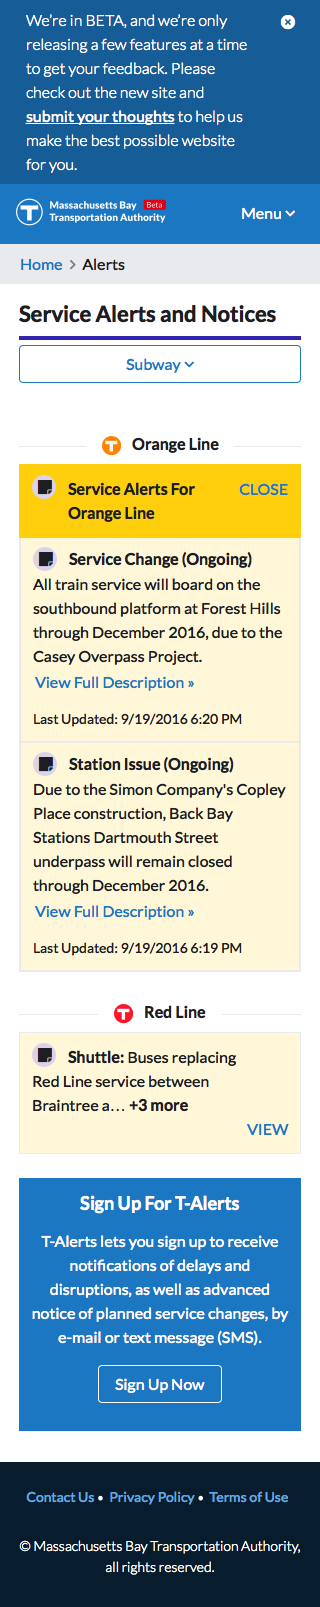 We're in BETA, and we're only
releasing a few features at a time
to get your feedback. Please
check out the new site and
submit your thoughts to help us
make the best possible website
for you.
Massachusetts Bay Beta
Transportation Authority
T
Menu
Home > Alerts
Service Alerts and Notices
Subway
T Orange Line
Service Alerts For CLOSE
Orange Line
Service Change (Ongoing)
All train service will board on the
southbound platform at Forest Hills
through December 2016, due to the
Casey Overpass Project.
View Full Description »
Last Updated: 9/19/2016 6:20 PM
Station Issue (Ongoing)
Due to the Simon Company's Copley
Place construction, Back Bay
Stations Dartmouth Street
underpass will remain closed
through December 2016.
View Full Description »
Last Updated: 9/19/2016 6:19 PM
T Red Line
Shuttle: Buses replacing
Red Line service between
Braintree a… +3 more
VIEW
Sign Up For T-Alerts
T-Alerts lets you sign up to receive
notifications of delays and
disruptions, as well as advanced
notice of planned service changes, by
e-mail or text message (SMS).
Sign Up Now
Contact Us • Privacy Policy • Terms of Use
© Massachusetts Bay Transportation Authority,
all rights reserved.